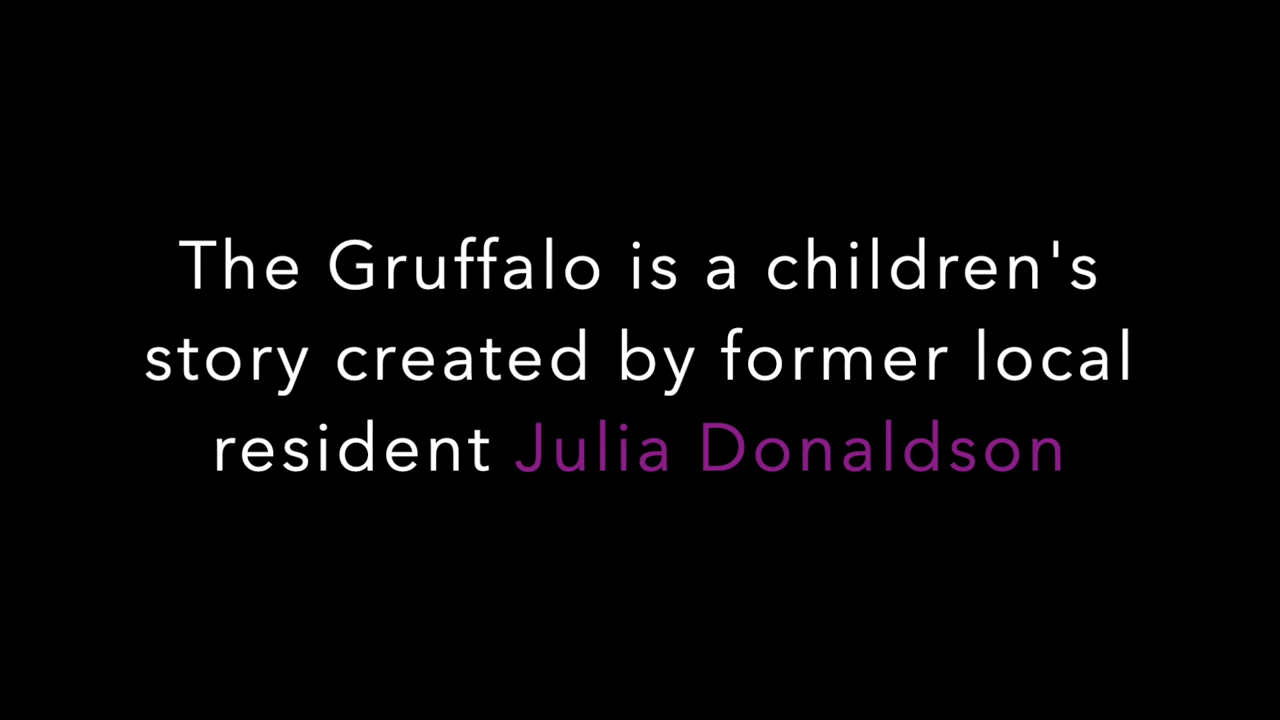 The Gruffalo is a children's
story created by former local
resident Julia Donaldson